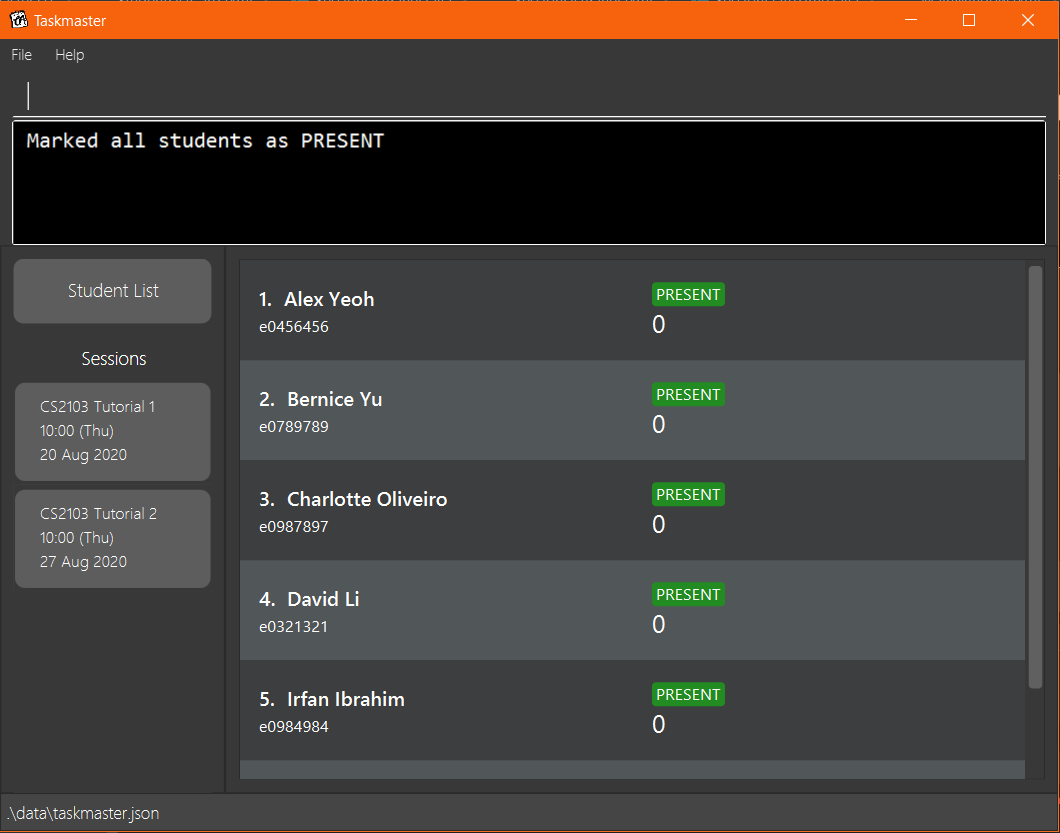 Taskmaster
File Help
Marked all students as PRESENT
Student List
Sessions
CS2103 Tutorial 1
10:00 (Thu)
20 Aug 2020
CS2103 Tutorial 2
10:00 (Thu)
27 Aug 2020
1. Alex Yeoh
e0456456
PRESENT
0
2. Bernice Yu
e0789789
PRESENT
0
3. Charlotte Oliveiro
e0987897
PRESENT
0
4. David Li
e0321321
PRESENT
0
5. Irfan Ibrahim
e0984984
PRESENT
0
.\data\taskmaster.json